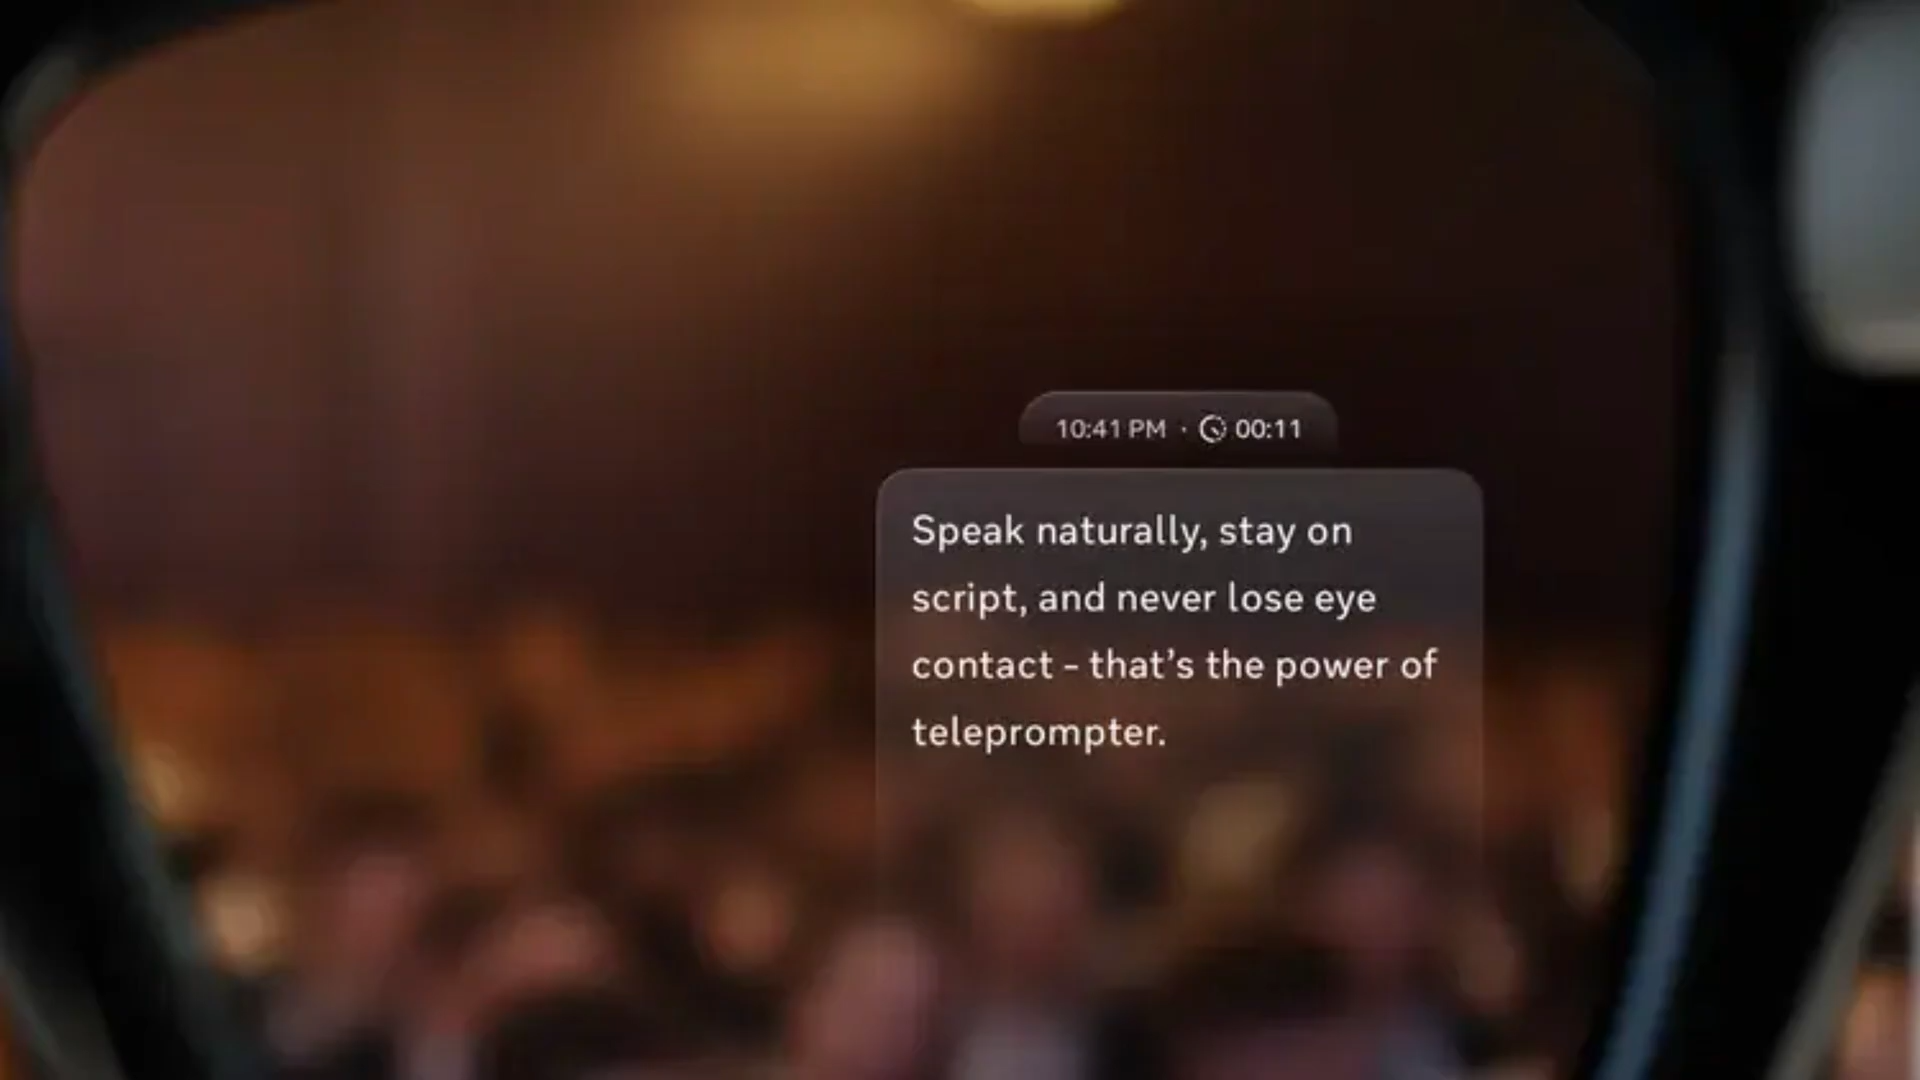 10:41 PM · 00:11
Speak naturally, stay on
script, and never lose eye
contact - that’s the power of
teleprompter.